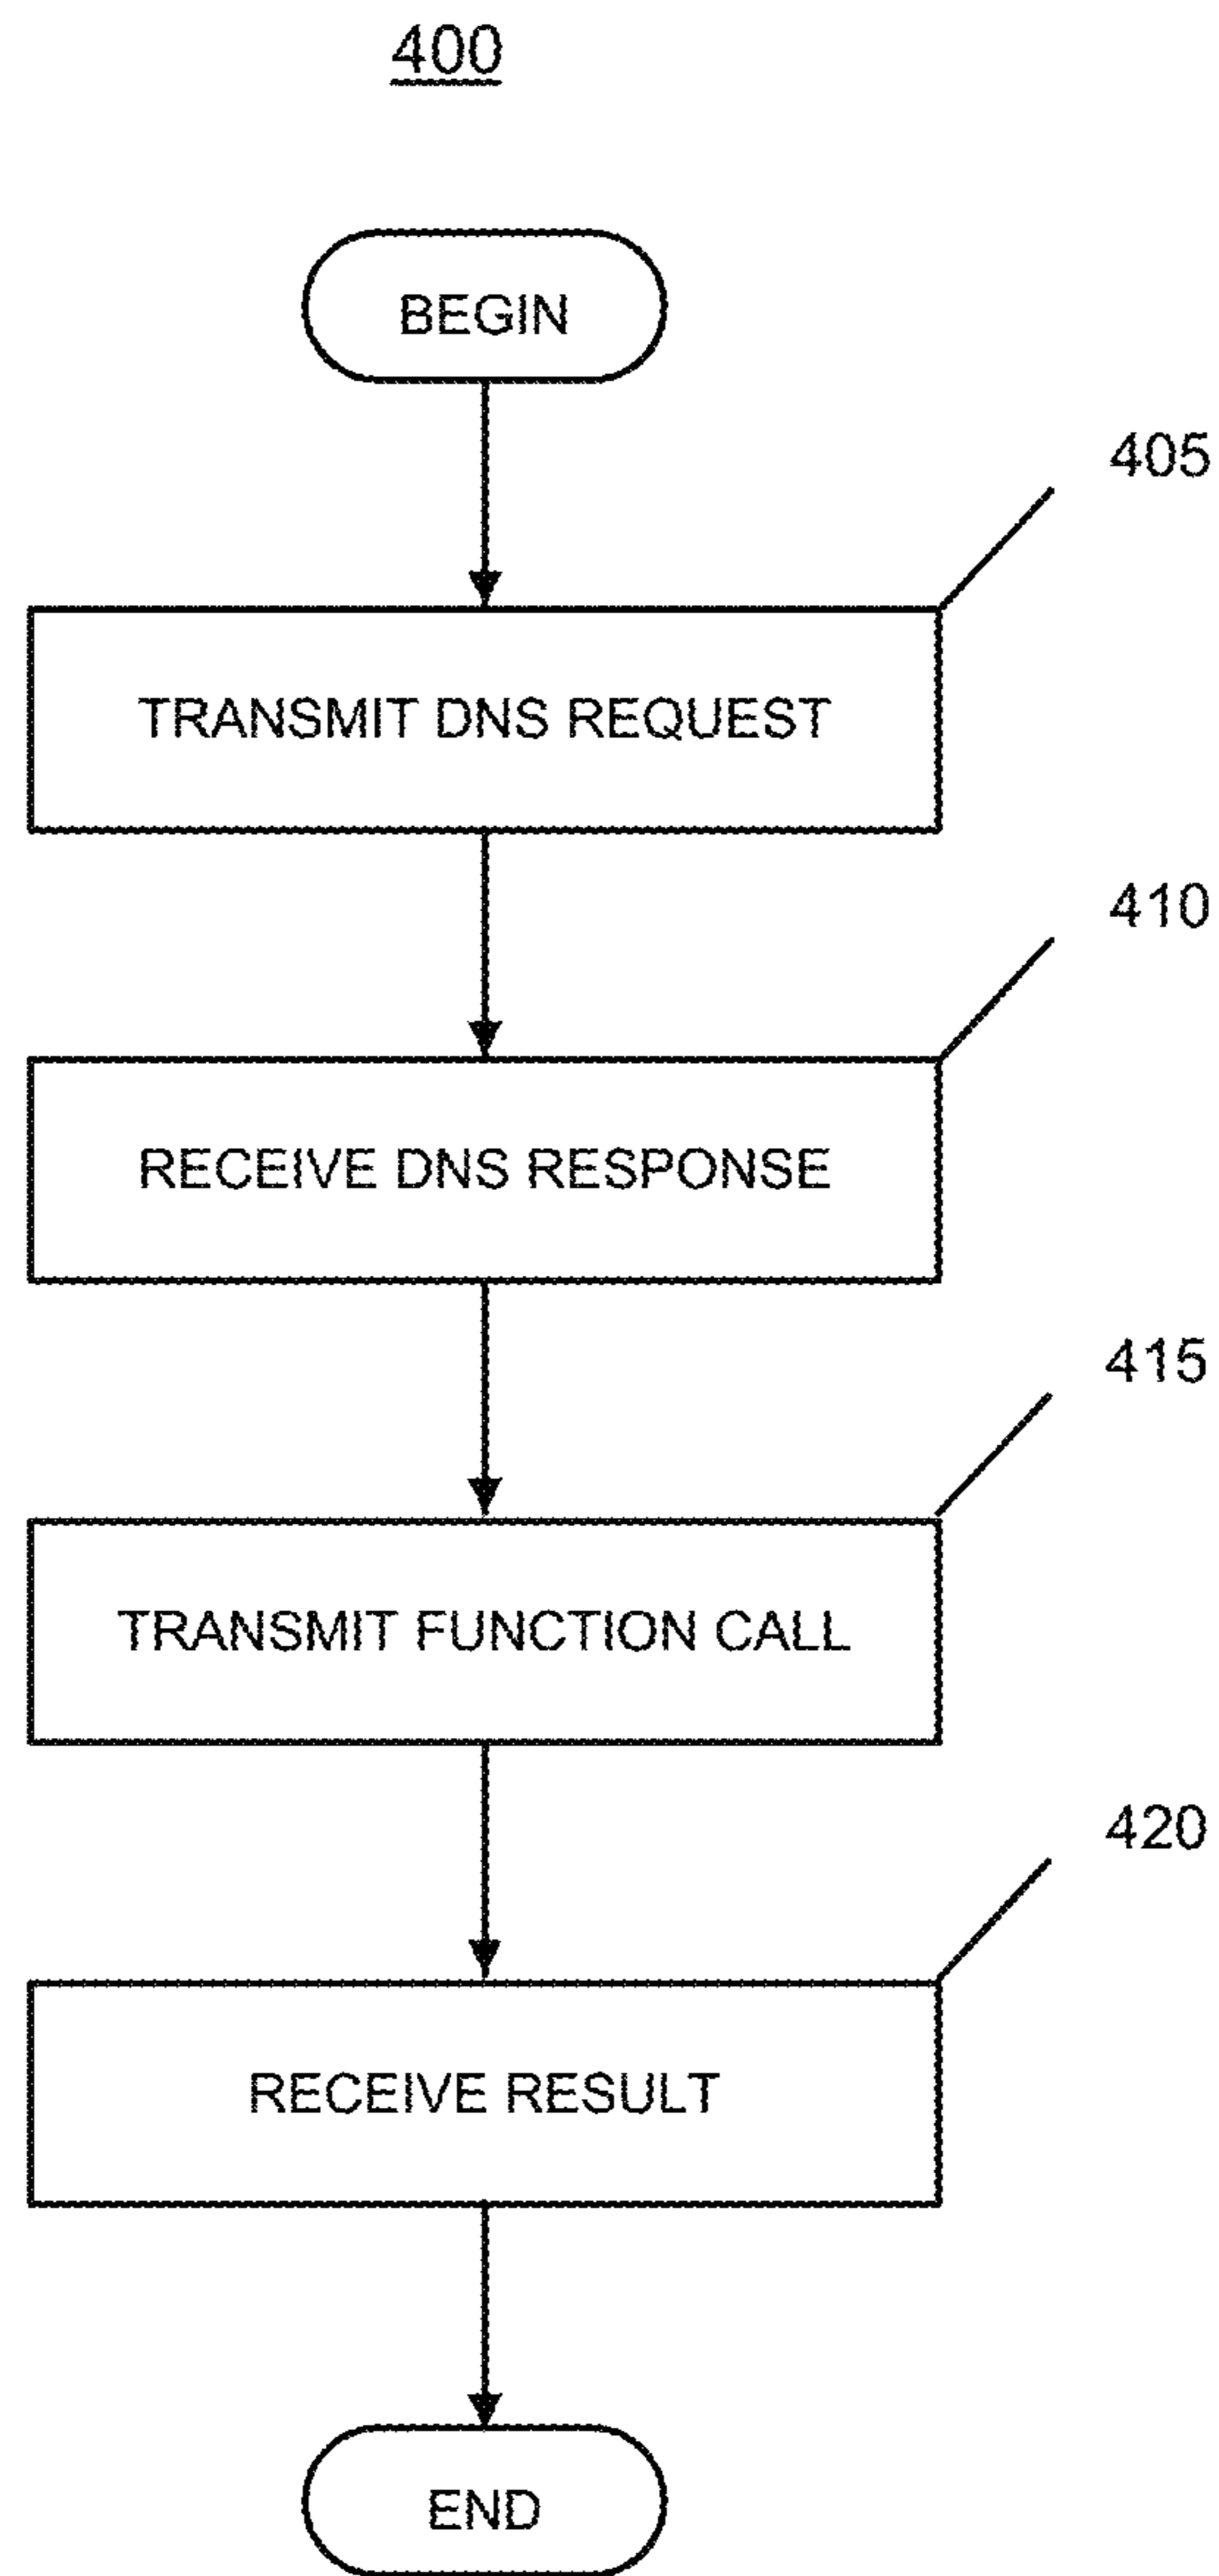 400
BEGIN
405
TRANSMIT DNS REQUEST
410
RECEIVE DNS RESPONSE
415
TRANSMIT FUNCTION CALL
420
RECEIVE RESULT
END